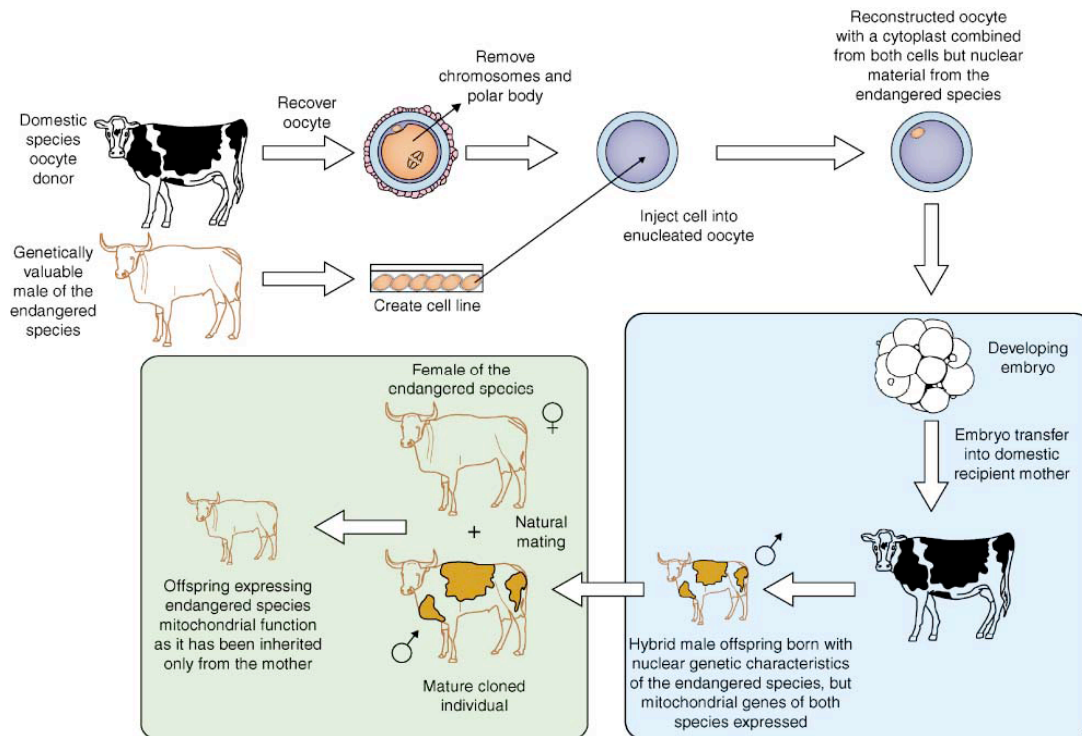 Domestic
species
oocyte
donor
Recover
oocyte
Remove
chromosomes and
polar body
Reconstructed oocyte
with a cytoplast combined
from both cells but nuclear
material from the
endangered species
Genetically
valuable
male of the
endangered
species
Create cell line
Inject cell into
enucleated oocyte
Developing
embryo
Embryo transfer
into domestic
recipient mother
Hybrid male offspring born with
nuclear genetic characteristics
of the endangered species, but
mitochondrial genes of both
species expressed
Female of the
endangered species
♀
+
Natural
mating
♂
♂
Mature cloned
individual
Offspring expressing
endangered species
mitochondrial function
as it has been inherited
only from the mother